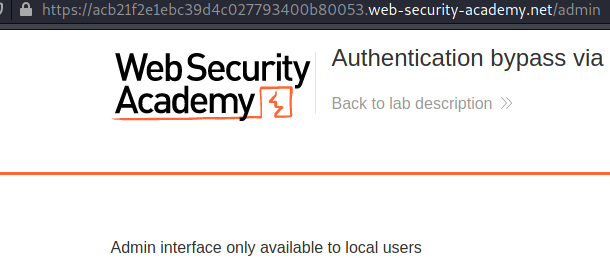 https://acb21f2e1ebc39d4c027793400b80053.web-security-academy.net/admin
Web Security
Academy
Authentication bypass via
Back to lab description
Admin interface only available to local users